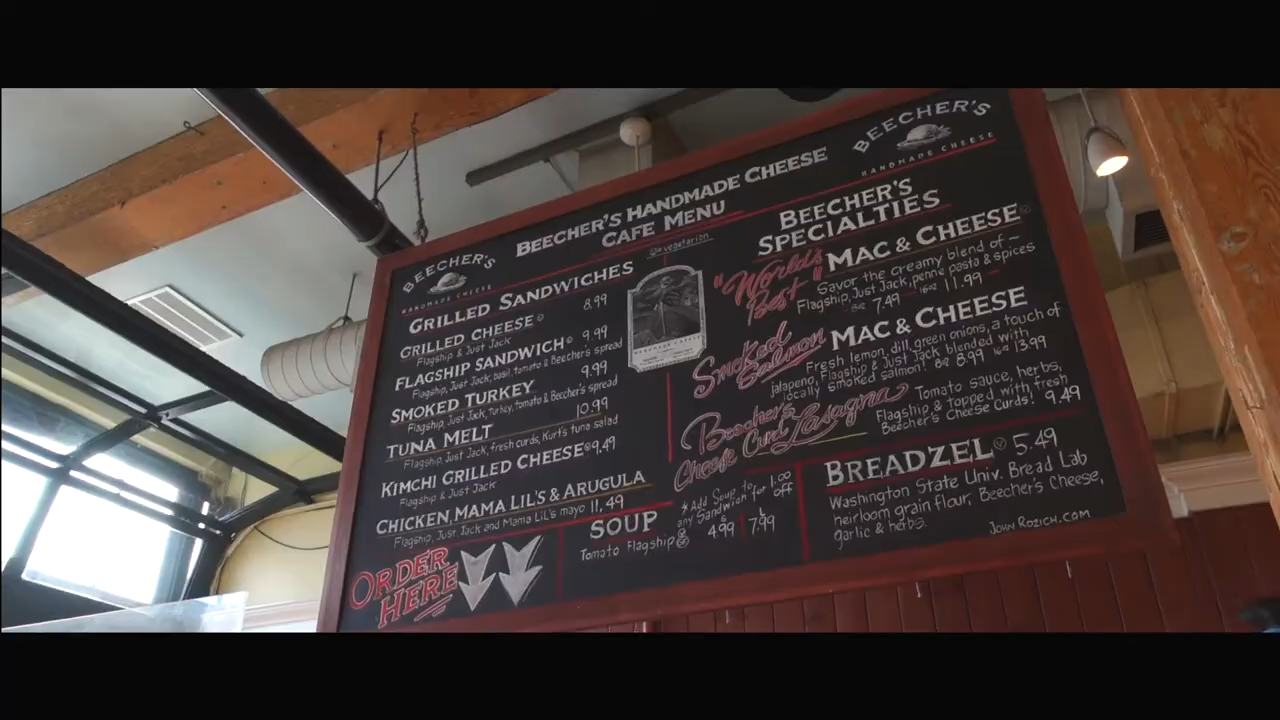 BEECHER'S HANDMADE CHEESE
CAFE MENU
BEECHER'S
HANDMADE CHEESE
BEECHER'S
HANDMADE CHEESE
vegetarian
GRILLED SANDWICHES
GRILLED CHEESE 8.99
Flagship & Just Jack
FLAGSHIP SANDWICH 9.99
Flagship, Just Jack, basil, tomato & Beecher's spread
SMOKED TURKEY 9.99
Flagship, Just Jack, turkey, tomato & Beecher's spread
TUNA MELT 10.99
Flagship, Just Jack, fresh curds, Kurt's tuna salad
KIMCHI GRILLED CHEESE 9.49
Flagship & Just Jack
CHICKEN, MAMA LIL'S & ARUGULA
Flagship, Just Jack and Mama Lil's mayo 11.49
ORDER
HERE
SOUP
Tomato Flagship
4.99 7.99
*Add Soup to
any Sandwich for 1.00
OFF
BEECHER'S
SPECIALTIES
"World's
Best" MAC & CHEESE
Savor the creamy blend of —
Flagship, Just Jack, penne pasta & spices
8oz 7.49 — 16oz 11.99 —
Smoked
Salmon MAC & CHEESE
Fresh lemon, dill, green onions, a touch of
jalapeno, Flagship & Just Jack blended with
locally smoked salmon! 8oz 8.99 16oz 13.99
Beecher's
Cheese Curd Lasagna
Tomato sauce, herbs,
Flagship & topped with fresh
Beecher's Cheese Curds! 9.49
BREADZEL V 5.49
Washington State Univ. Bread Lab
heirloom grain flour, Beecher's Cheese,
garlic & herbs.
JOHNROZICH.COM